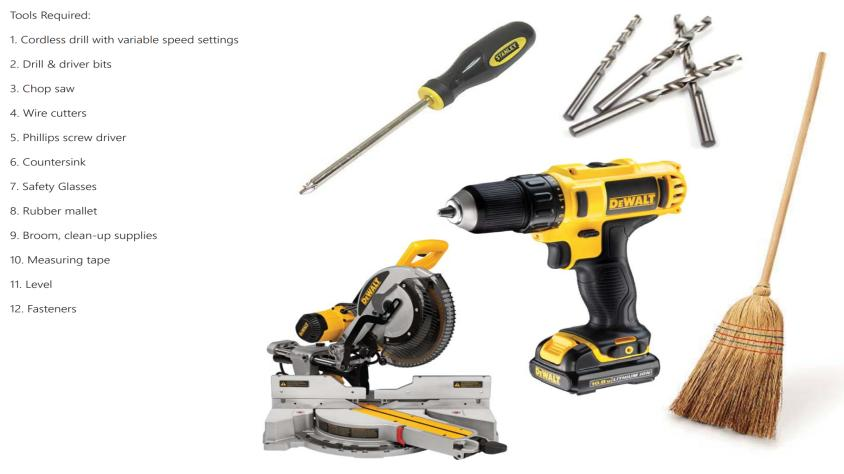 Tools Required:
1. Cordless drill with variable speed settings
2. Drill & driver bits
3. Chop saw
4. Wire cutters
5. Phillips screw driver
6. Countersink
7. Safety Glasses
8. Rubber mallet
9. Broom, clean-up supplies
10. Measuring tape
11. Level
12. Fasteners
STANLEY
DEWALT
DEWALT
DEWALT
10.8V LITHIUM ION